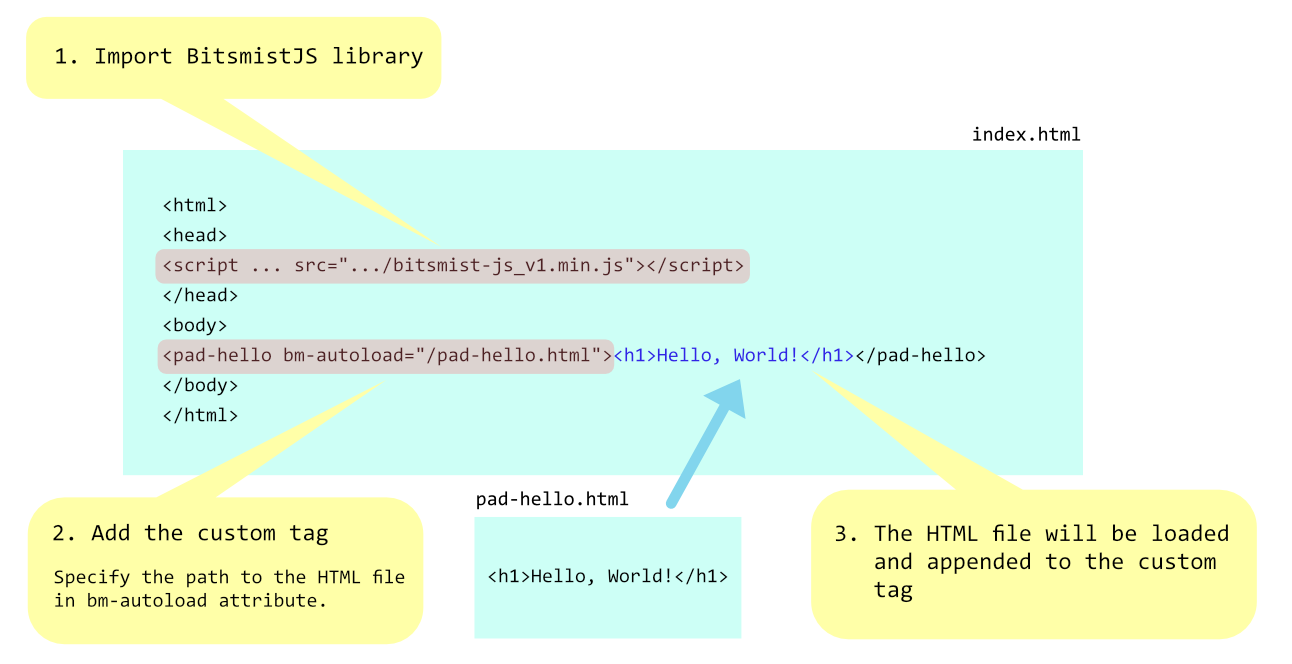 1. Import BitsmistJS library
index.html
<html>
<head>
<script ... src=".../bitsmist-js_v1.min.js"></script>
</head>
<body>
<pad-hello bm-autoload="/pad-hello.html"><h1>Hello, World!</h1></pad-hello>
</body>
</html>
2. Add the custom tag
Specify the path to the HTML file
in bm-autoload attribute.
pad-hello.html
<h1>Hello, World!</h1>
3. The HTML file will be loaded
and appended to the custom
tag